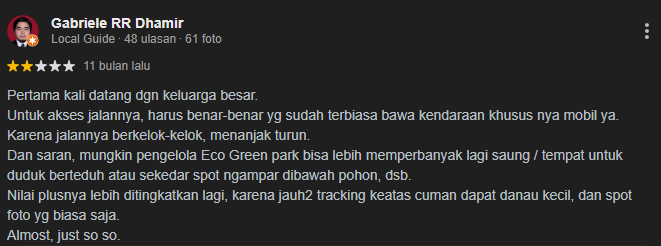 Gabriele RR Dhamir
Local Guide · 48 ulasan · 61 foto
11 bulan lalu
Pertama kali datang dgn keluarga besar.
Untuk akses jalannya, harus benar-benar yg sudah terbiasa bawa kendaraan khusus nya mobil ya.
Karena jalannya berkelok-kelok, menanjak turun.
Dan saran, mungkin pengelola Eco Green park bisa lebih memperbanyak lagi saung / tempat untuk
duduk berteduh atau sekedar spot ngampar dibawah pohon, dsb.
Nilai plusnya lebih ditingkatkan lagi, karena jauh2 tracking keatas cuman dapat danau kecil, dan spot
foto yg biasa saja.
Almost, just so so.